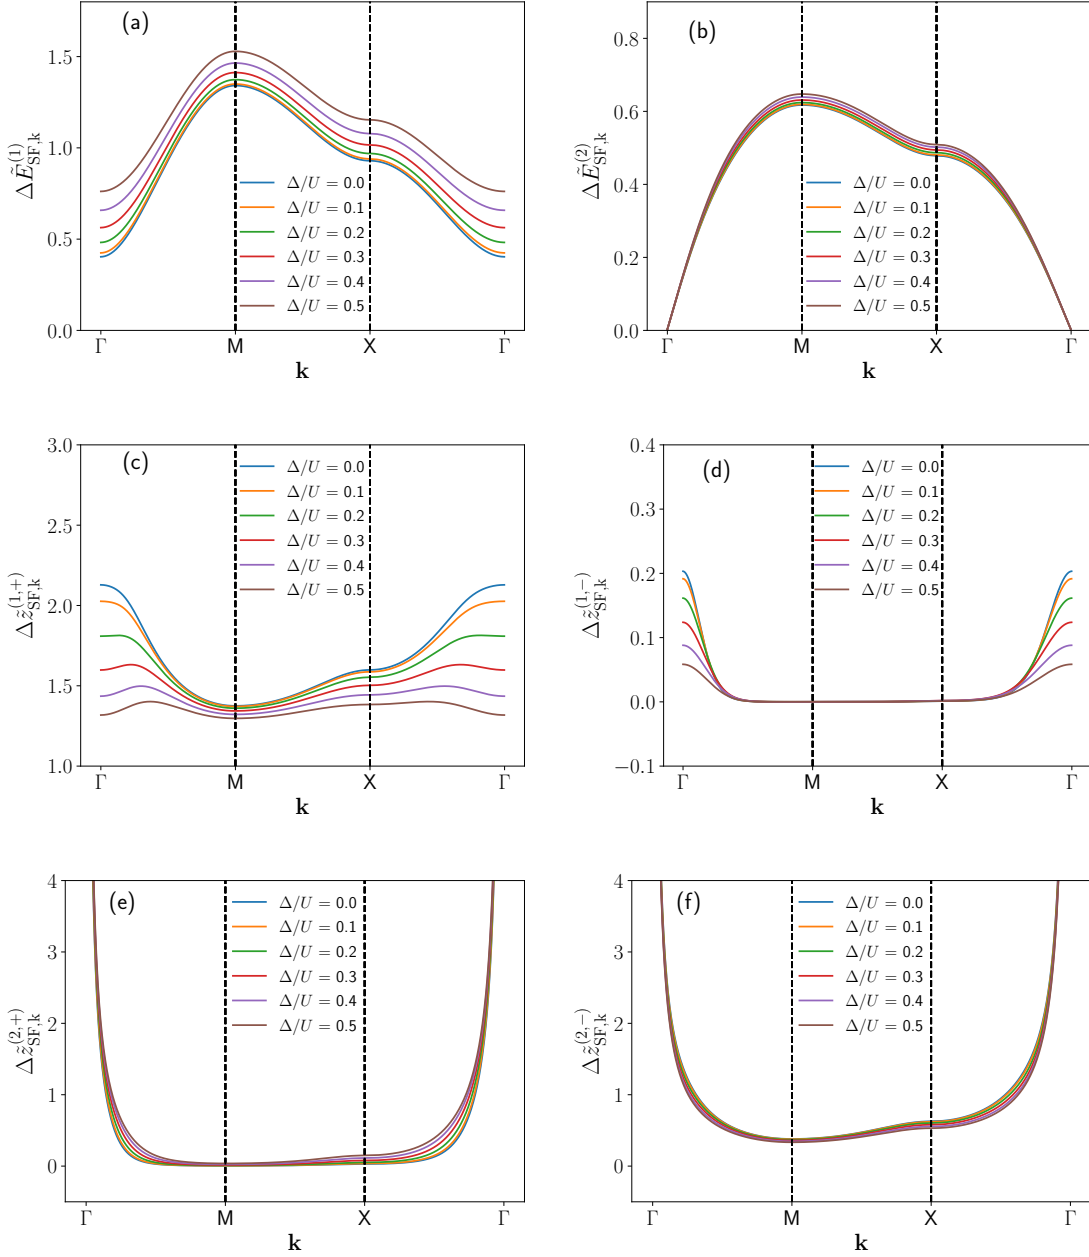 (a)
1.5
1.0
0.5
0.0
ΔẼ^{(1)}_{SF,k}
Δ/U = 0.0
Δ/U = 0.1
Δ/U = 0.2
Δ/U = 0.3
Δ/U = 0.4
Δ/U = 0.5
Γ M X Γ
k
(b)
0.8
0.6
0.4
0.2
0.0
ΔẼ^{(2)}_{SF,k}
Δ/U = 0.0
Δ/U = 0.1
Δ/U = 0.2
Δ/U = 0.3
Δ/U = 0.4
Δ/U = 0.5
Γ M X Γ
k
(c)
3.0
2.5
2.0
1.5
1.0
Δz̃^{(1,+)}_{SF,k}
Δ/U = 0.0
Δ/U = 0.1
Δ/U = 0.2
Δ/U = 0.3
Δ/U = 0.4
Δ/U = 0.5
Γ M X Γ
k
(d)
0.4
0.3
0.2
0.1
0.0
−0.1
Δz̃^{(1,−)}_{SF,k}
Δ/U = 0.0
Δ/U = 0.1
Δ/U = 0.2
Δ/U = 0.3
Δ/U = 0.4
Δ/U = 0.5
Γ M X Γ
k
(e)
4
3
2
1
0
Δz̃^{(2,+)}_{SF,k}
Δ/U = 0.0
Δ/U = 0.1
Δ/U = 0.2
Δ/U = 0.3
Δ/U = 0.4
Δ/U = 0.5
Γ M X Γ
k
(f)
4
3
2
1
0
Δz̃^{(2,−)}_{SF,k}
Δ/U = 0.0
Δ/U = 0.1
Δ/U = 0.2
Δ/U = 0.3
Δ/U = 0.4
Δ/U = 0.5
Γ M X Γ
k